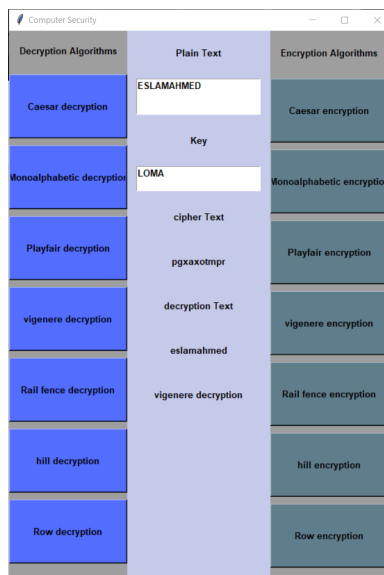 Computer Security
Decryption Algorithms
Caesar decryption
Monoalphabetic decryption
Playfair decryption
vigenere decryption
Rail fence decryption
hill decryption
Row decryption
Plain Text
ESLAMAHMED
Key
LOMA
cipher Text
pgxaxotmpr
decryption Text
eslamahmed
vigenere decryption
Encryption Algorithms
Caesar encryption
Monoalphabetic encryptio
Playfair encryption
vigenere encryption
Rail fence encryption
hill encryption
Row encryption